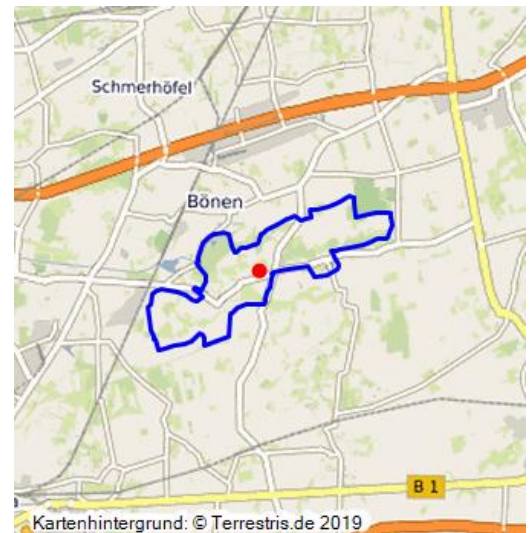 Schmerhöfel
Bönen
B 1
a
Kartenhintergrund: © Terrestris.de 2019